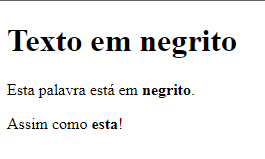 Texto em negrito
Esta palavra está em negrito.
Assim como esta!